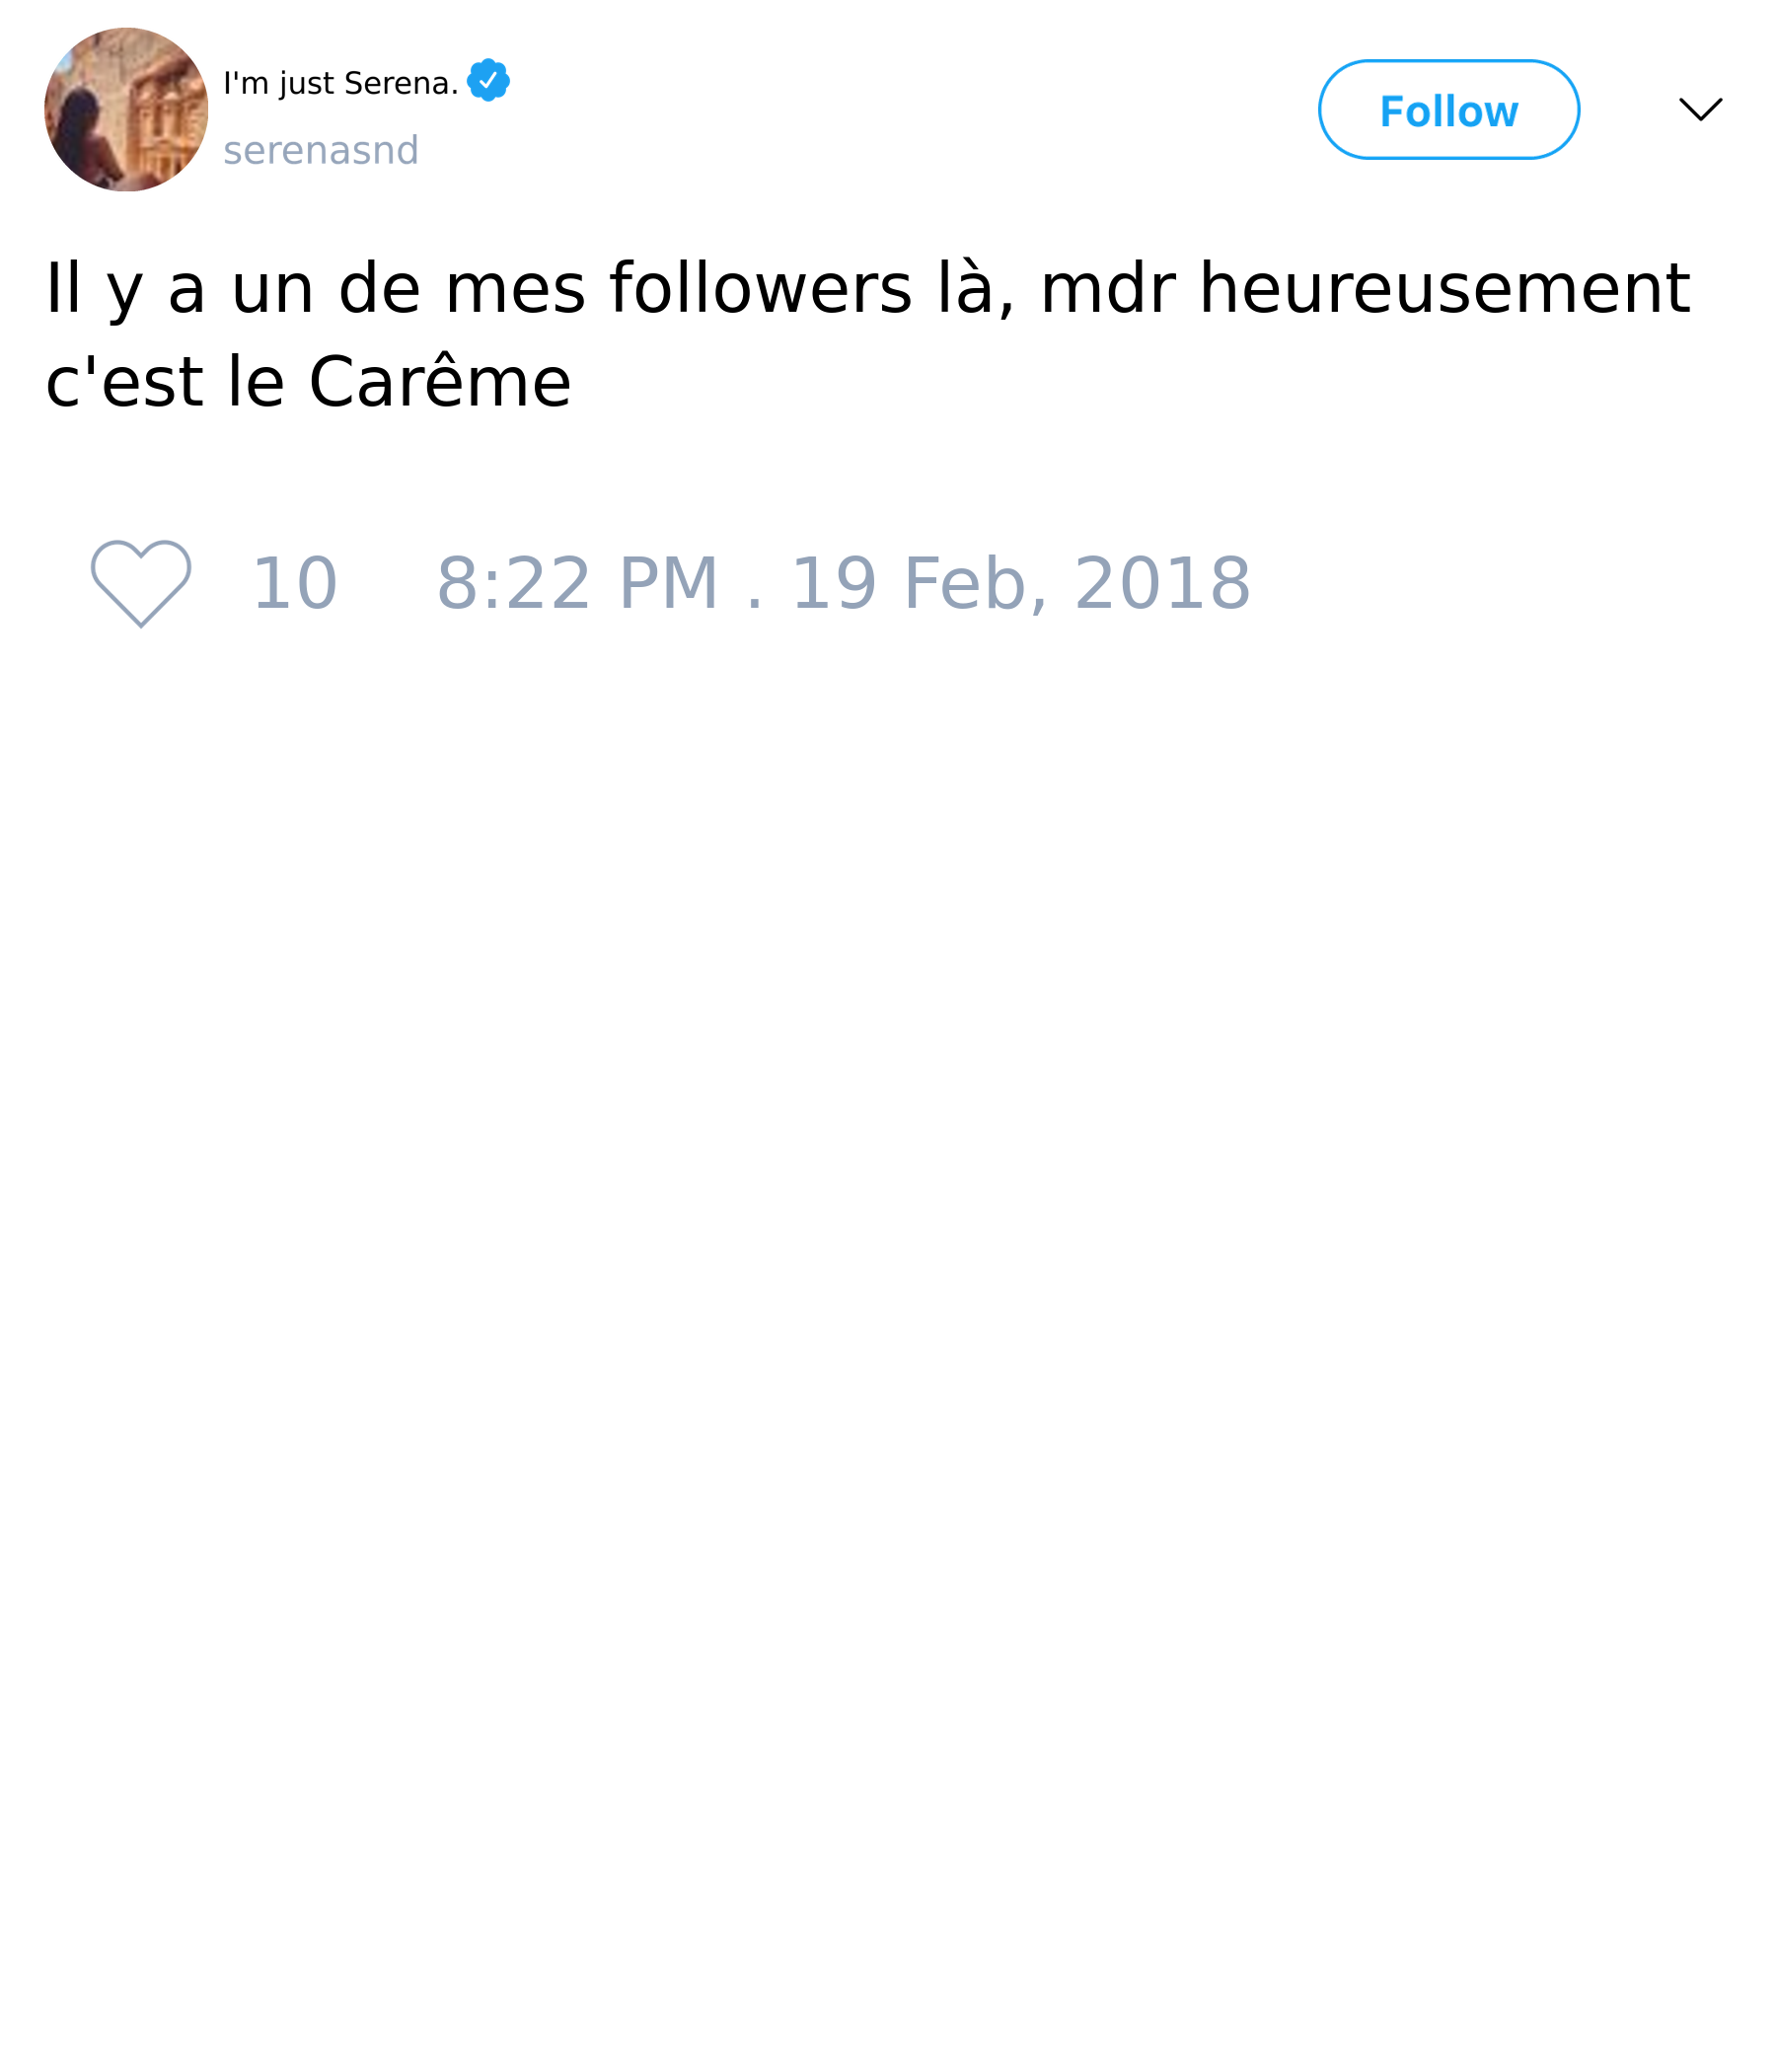 I'm just Serena.
serenasnd
Follow
Il y a un de mes followers là, mdr heureusement
c'est le Carême
10 8:22 PM . 19 Feb, 2018